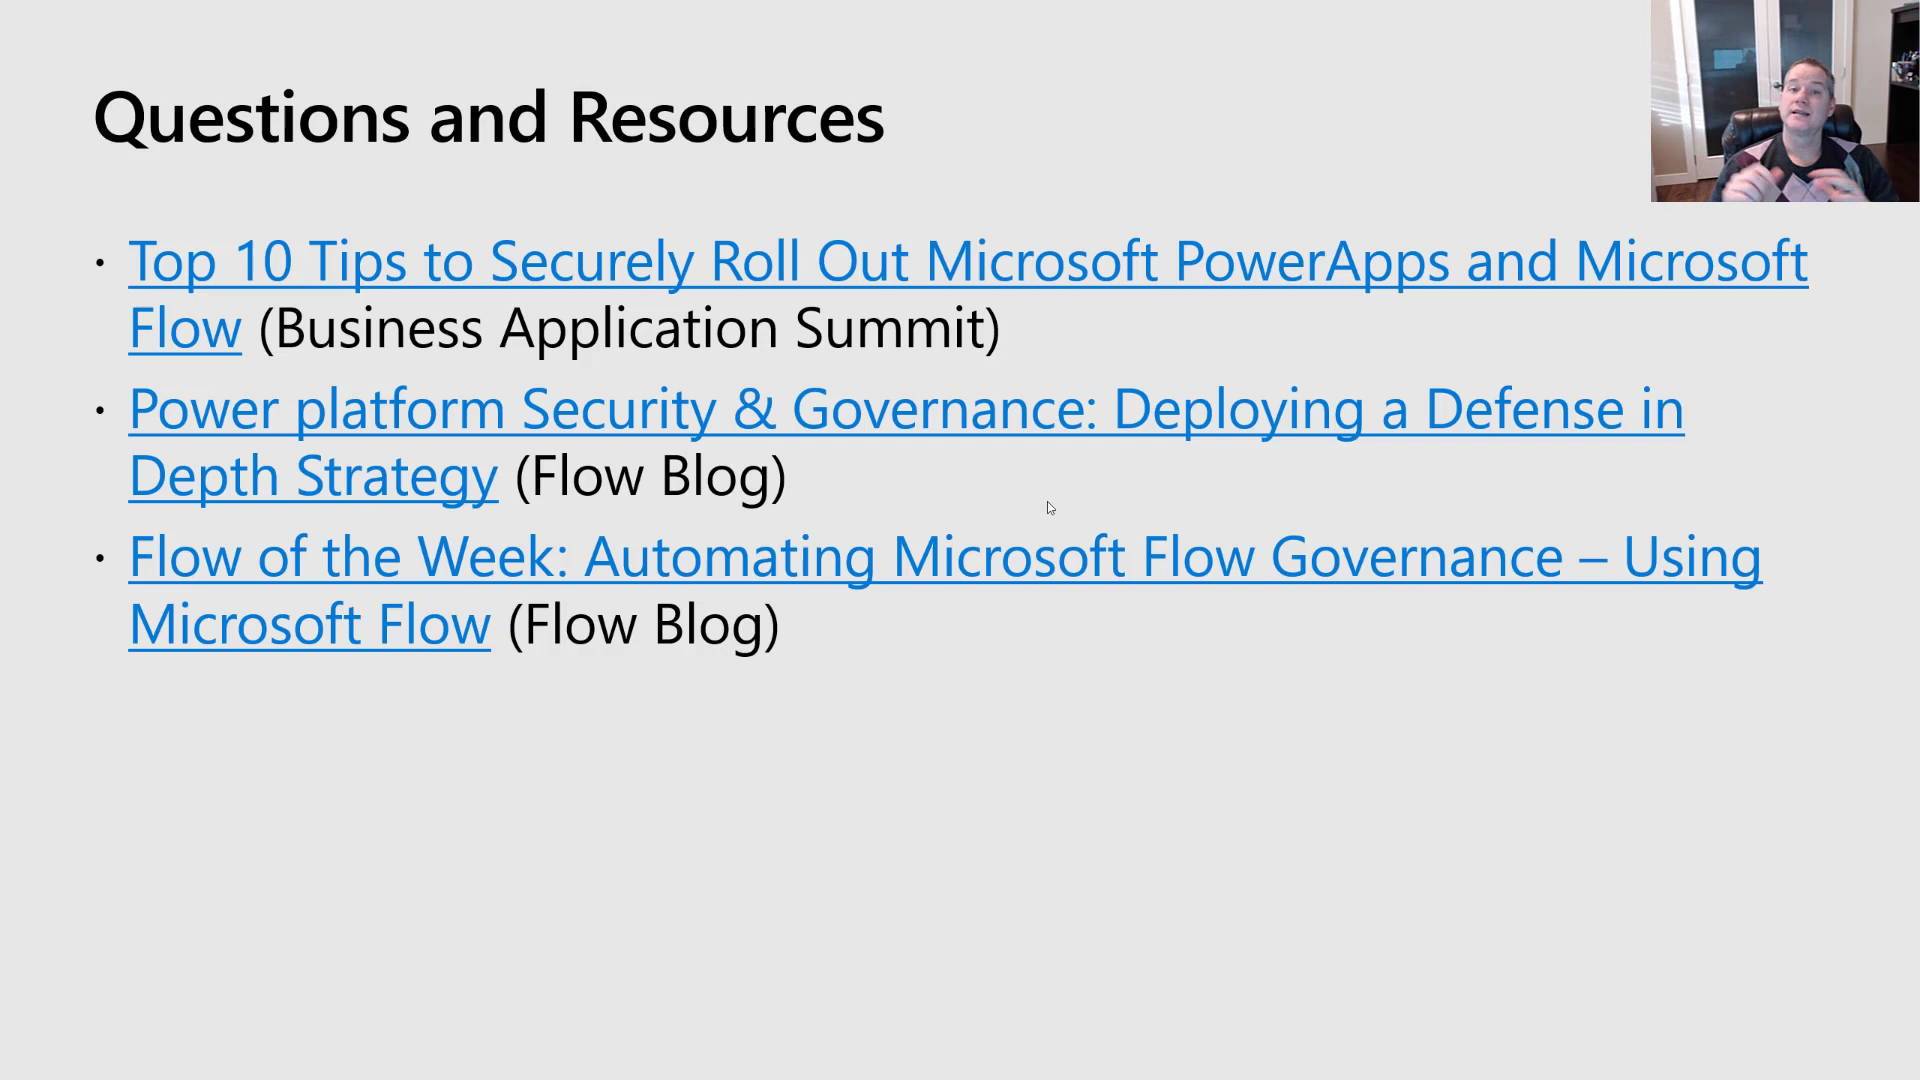 Questions and Resources
· Top 10 Tips to Securely Roll Out Microsoft PowerApps and Microsoft
Flow (Business Application Summit)
· Power platform Security & Governance: Deploying a Defense in
Depth Strategy (Flow Blog)
· Flow of the Week: Automating Microsoft Flow Governance – Using
Microsoft Flow (Flow Blog)